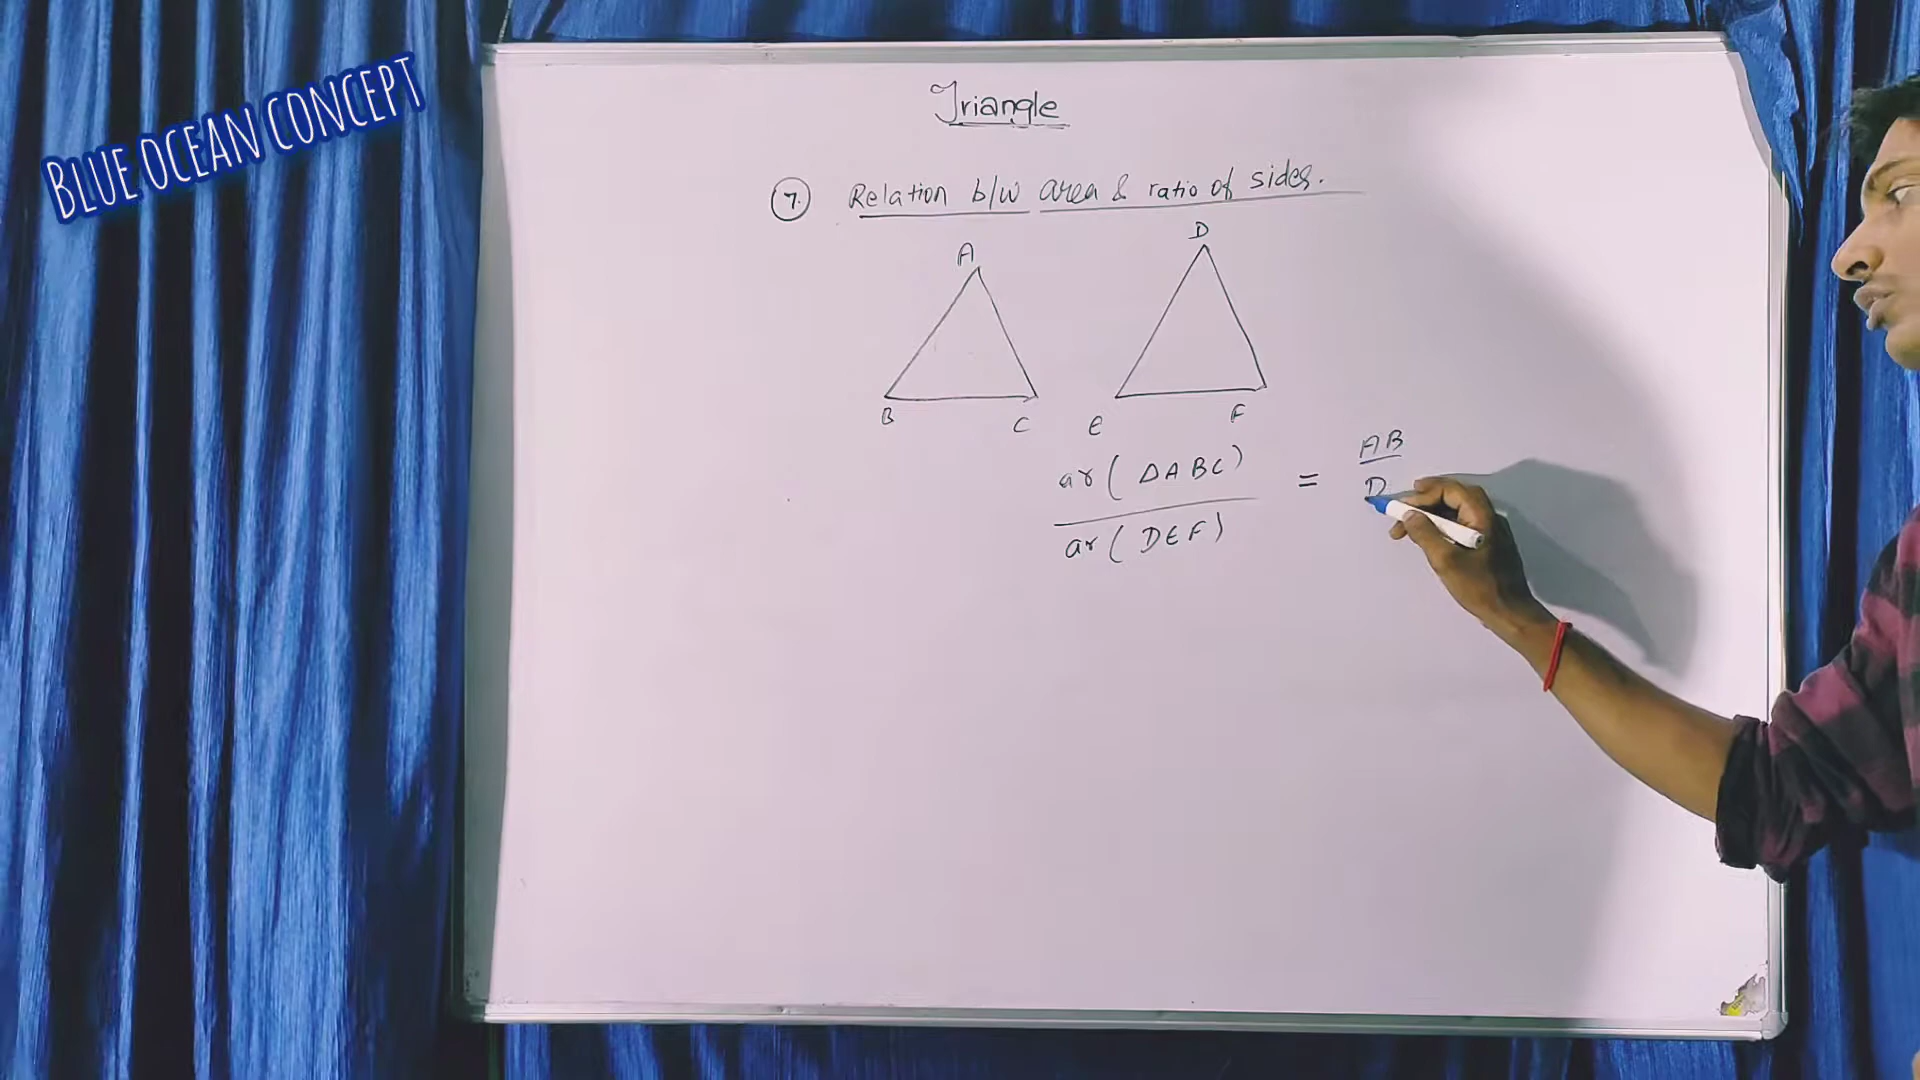 BLUE OCEAN CONCEPT
Triangle
7. Relation b/w area & ratio of sides.
A
D
B
C
E
F
ar ( ΔABC)
ar ( DEF)
=
AB
D